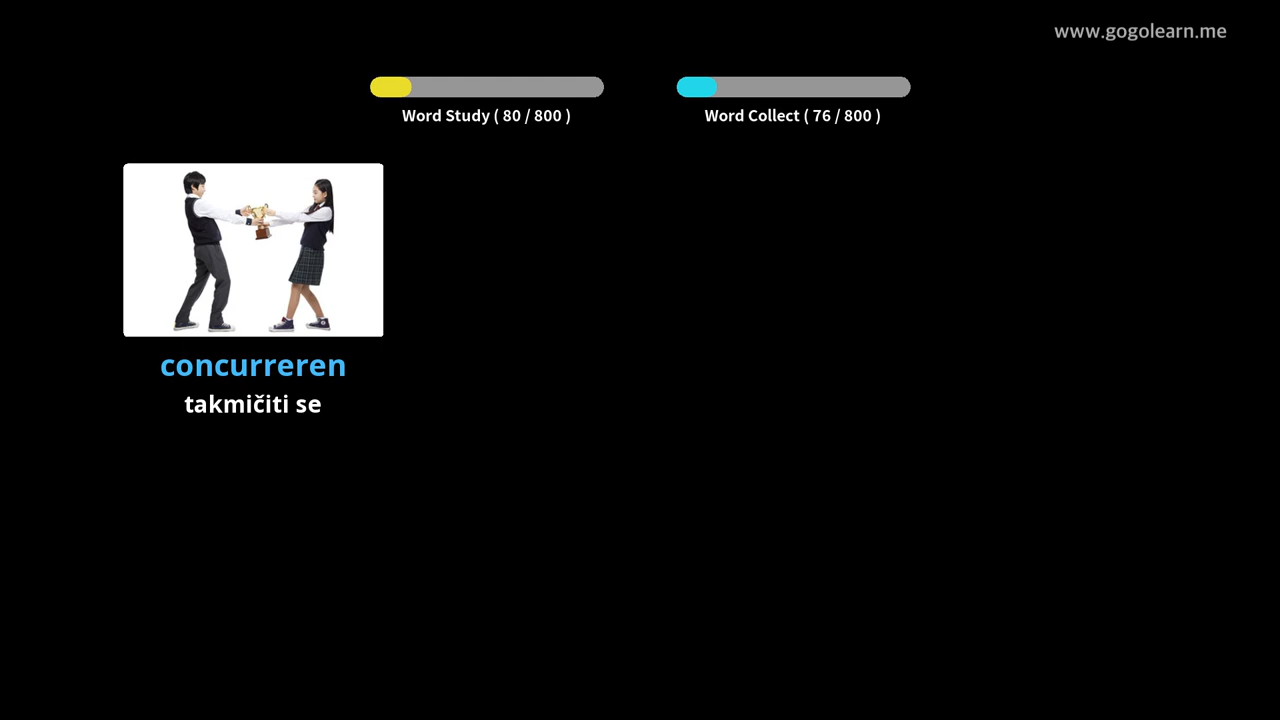 www.gogolearn.me
Word Study ( 80 / 800 )
Word Collect ( 76 / 800 )
concurreren
takmičiti se